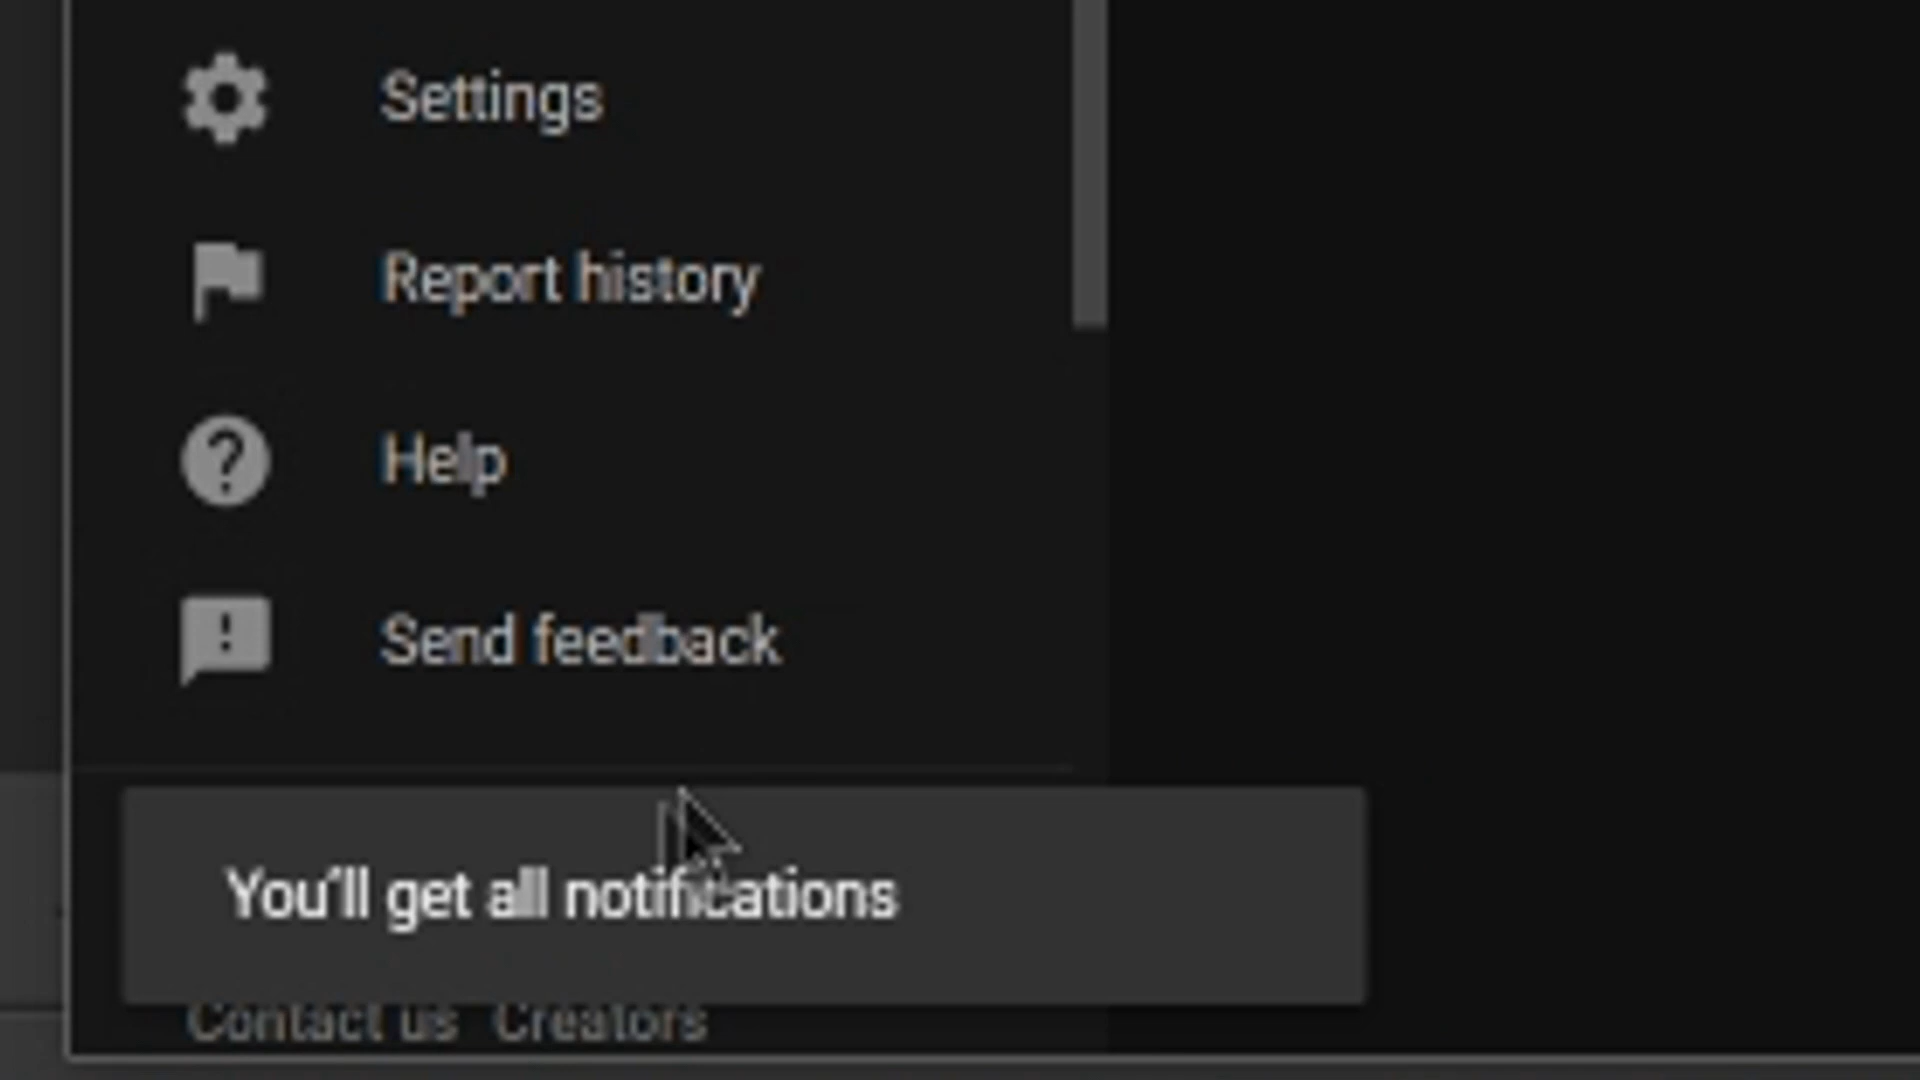 Settings
Report history
Help
Send feedback
You'll get all notifications
Contact us Creators